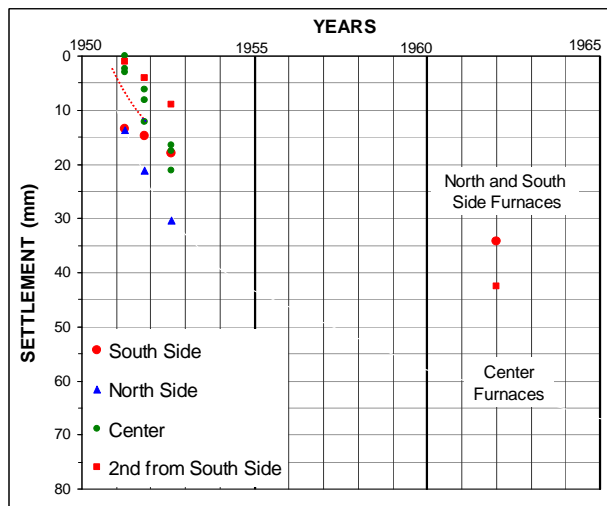 YEARS
1950 1955 1960 1965
SETTLEMENT (mm)
0
10
20
30
40
50
60
70
80
North and South
Side Furnaces
Center
Furnaces
South Side
North Side
Center
2nd from South Side